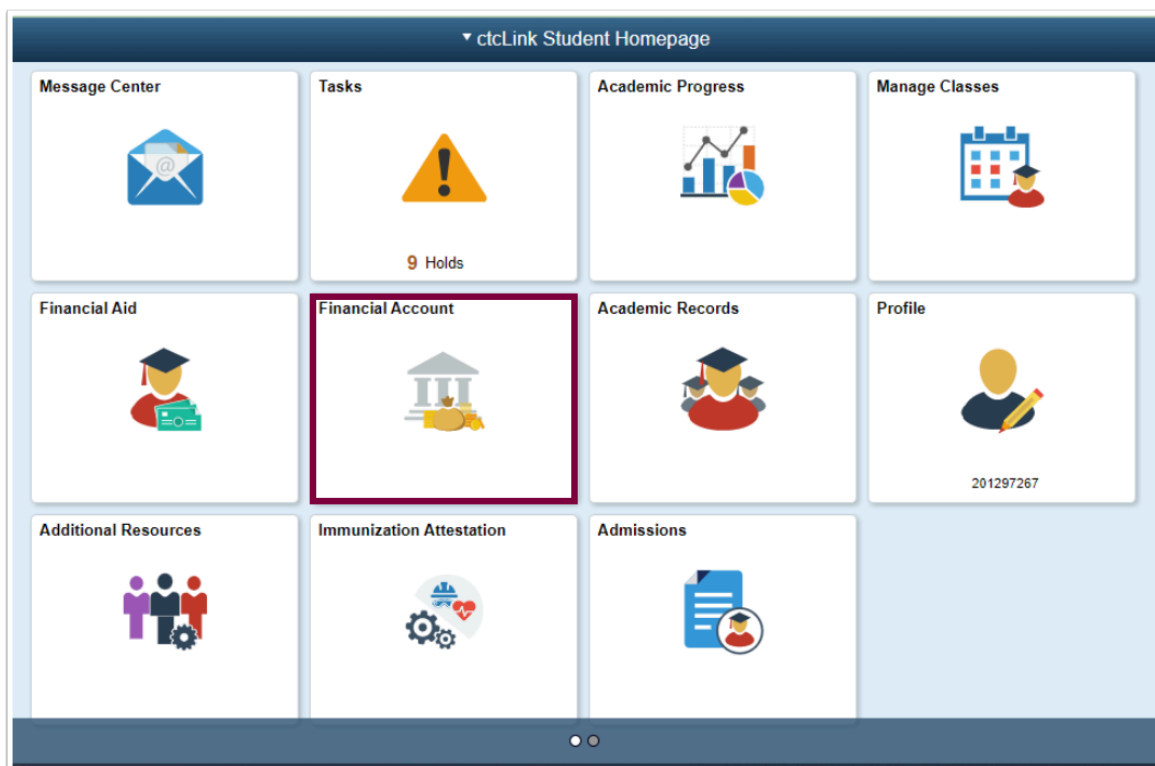 ctcLink Student Homepage
Message Center
Tasks
Academic Progress
Manage Classes
@
9 Holds
Financial Aid
Financial Account
Academic Records
Profile
201297267
Additional Resources
Immunization Attestation
Admissions